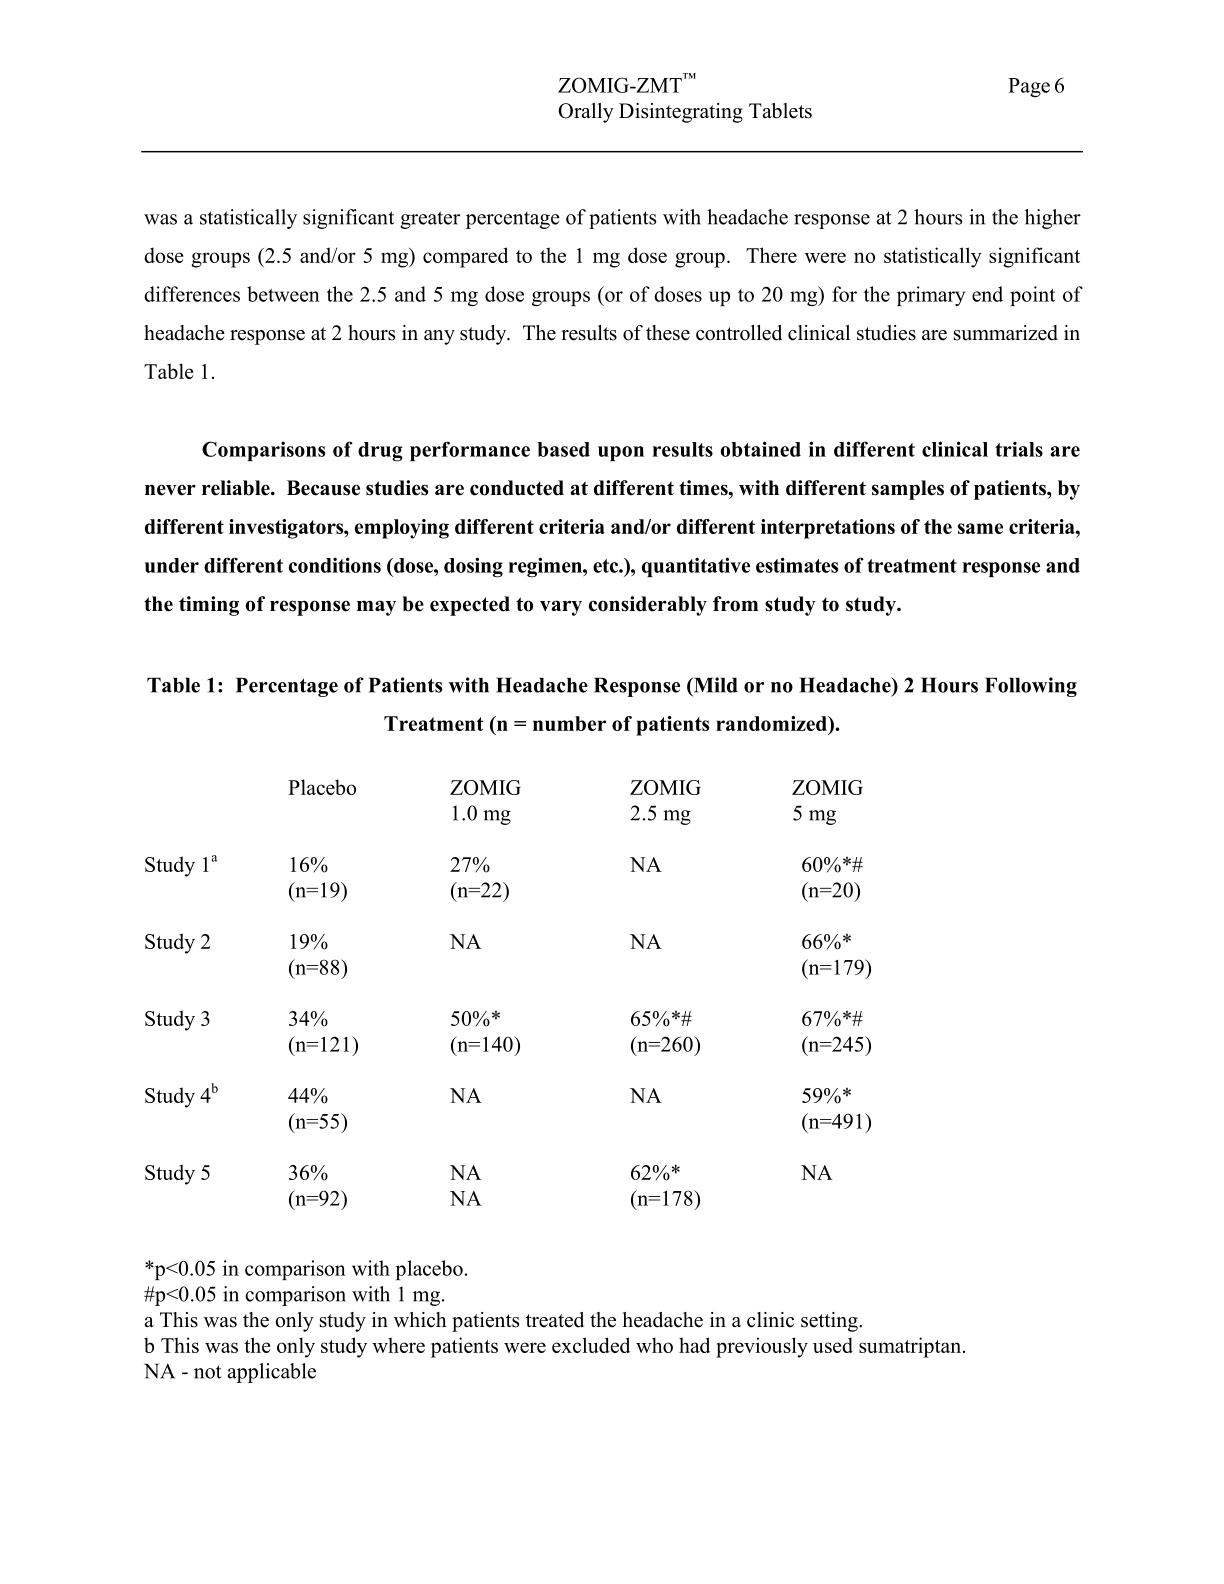 ZOMIG-ZMT™ Page 6
Orally Disintegrating Tablets
was a statistically significant greater percentage of patients with headache response at 2 hours in the higher
dose groups (2.5 and/or 5 mg) compared to the 1 mg dose group. There were no statistically significant
differences between the 2.5 and 5 mg dose groups (or of doses up to 20 mg) for the primary end point of
headache response at 2 hours in any study. The results of these controlled clinical studies are summarized in
Table 1.
Comparisons of drug performance based upon results obtained in different clinical trials are
never reliable. Because studies are conducted at different times, with different samples of patients, by
different investigators, employing different criteria and/or different interpretations of the same criteria,
under different conditions (dose, dosing regimen, etc.), quantitative estimates of treatment response and
the timing of response may be expected to vary considerably from study to study.
Table 1: Percentage of Patients with Headache Response (Mild or no Headache) 2 Hours Following
Treatment (n = number of patients randomized).
Placebo ZOMIG ZOMIG ZOMIG
1.0 mg 2.5 mg 5 mg
Study 1a 16% 27% NA 60%*#
(n=19) (n=22) (n=20)
Study 2 19% NA NA 66%*
(n=88) (n=179)
Study 3 34% 50%* 65%*# 67%*#
(n=121) (n=140) (n=260) (n=245)
Study 4b 44% NA NA 59%*
(n=55) (n=491)
Study 5 36% NA 62%* NA
(n=92) NA (n=178)
*p<0.05 in comparison with placebo.
#p<0.05 in comparison with 1 mg.
a This was the only study in which patients treated the headache in a clinic setting.
b This was the only study where patients were excluded who had previously used sumatriptan.
NA - not applicable